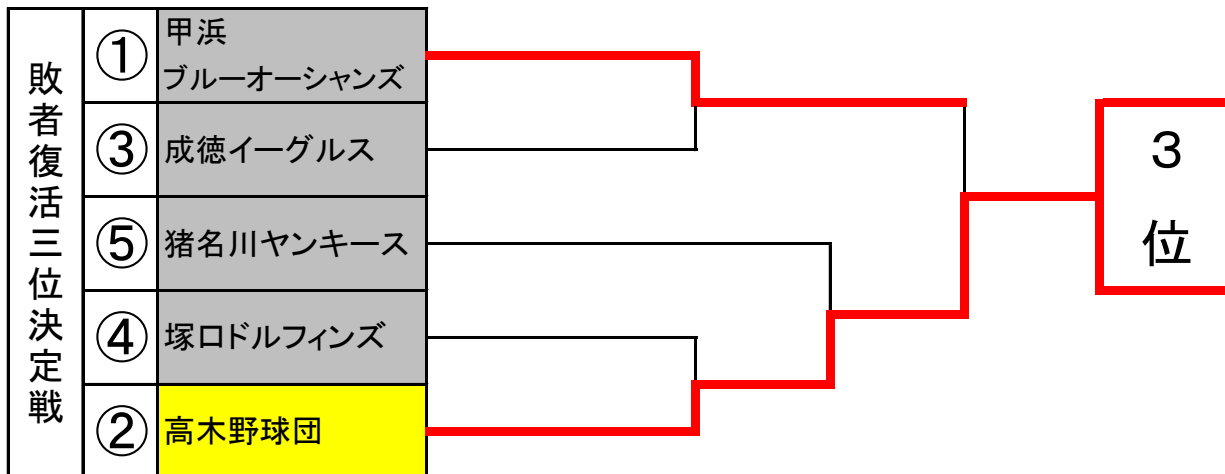 敗者復活三位決定戦
①
甲浜
ブルーオーシャンズ
③
成徳イーグルス
⑤
猪名川ヤンキース
④
塚口ドルフィンズ
②
高木野球団
3
位